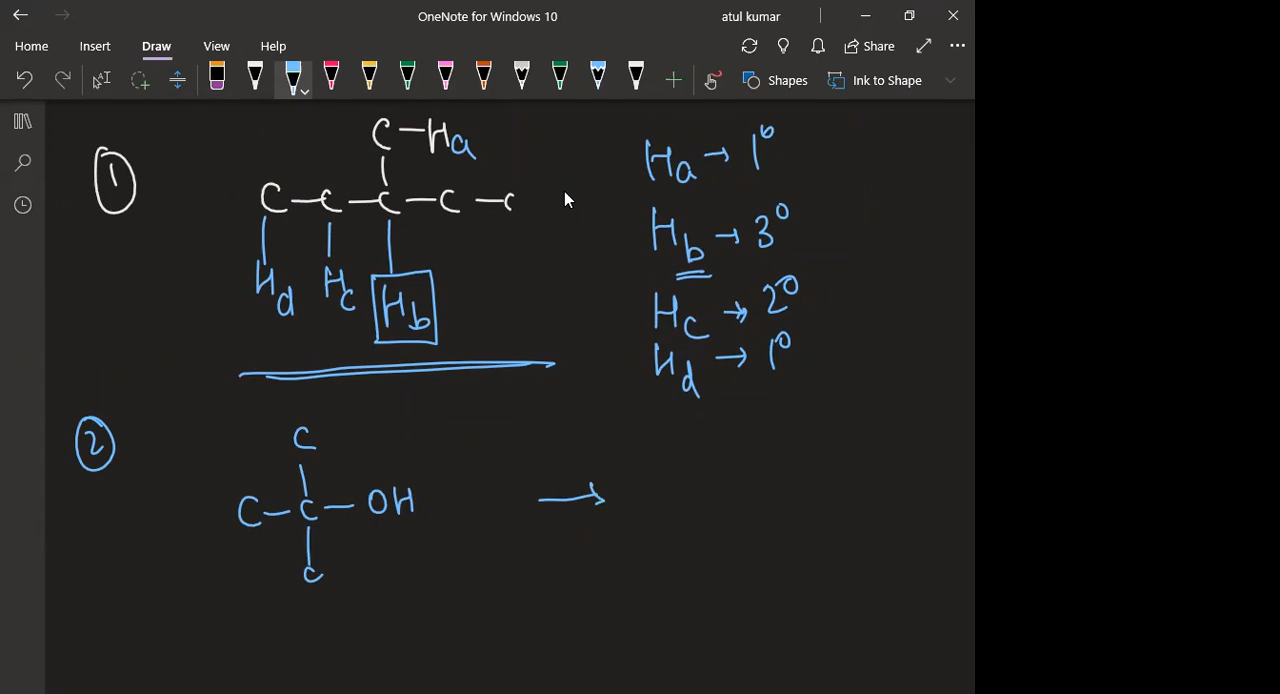 OneNote for Windows 10
atul kumar
Home Insert Draw View Help
Share
Shapes
Ink to Shape
1
C-Ha
C-C-C-C-C
Hd Hc Hb
Ha → 1°
Hb → 3°
Hc → 2°
Hd → 1°
2
C
C-C-OH →
C